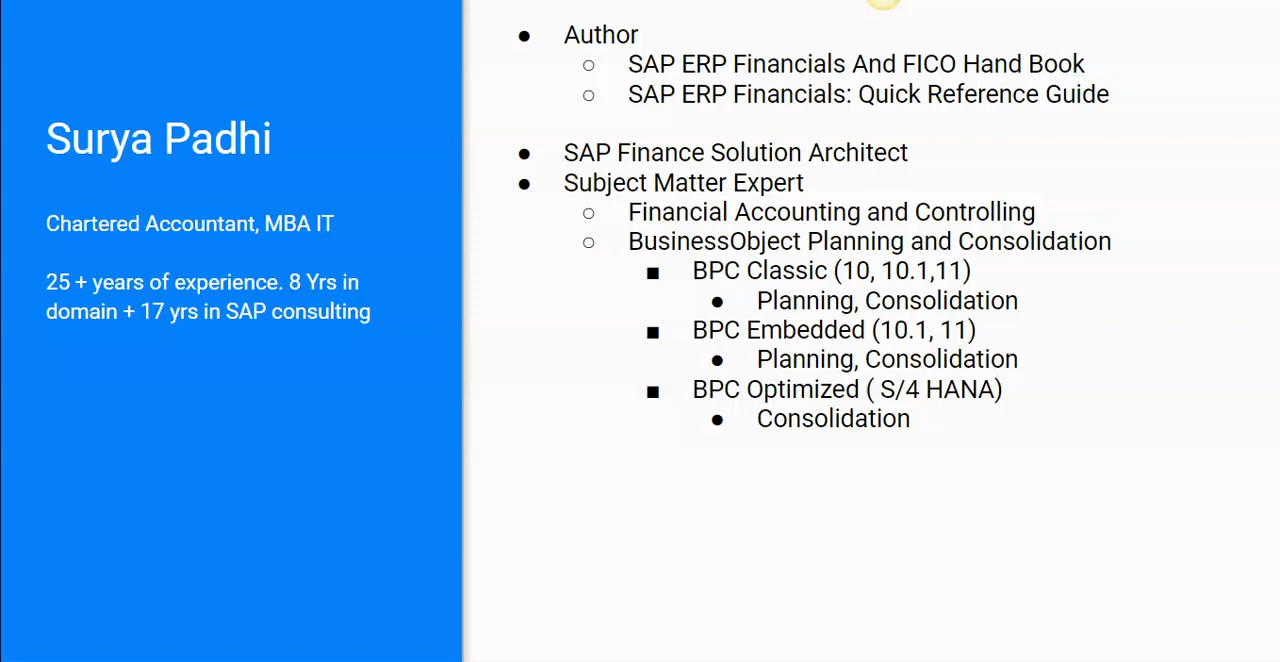 Surya Padhi
Chartered Accountant, MBA IT
25 + years of experience. 8 Yrs in
domain + 17 yrs in SAP consulting
● Author
○ SAP ERP Financials And FICO Hand Book
○ SAP ERP Financials: Quick Reference Guide
● SAP Finance Solution Architect
● Subject Matter Expert
○ Financial Accounting and Controlling
○ BusinessObject Planning and Consolidation
■ BPC Classic (10, 10.1,11)
● Planning, Consolidation
■ BPC Embedded (10.1, 11)
● Planning, Consolidation
■ BPC Optimized ( S/4 HANA)
● Consolidation